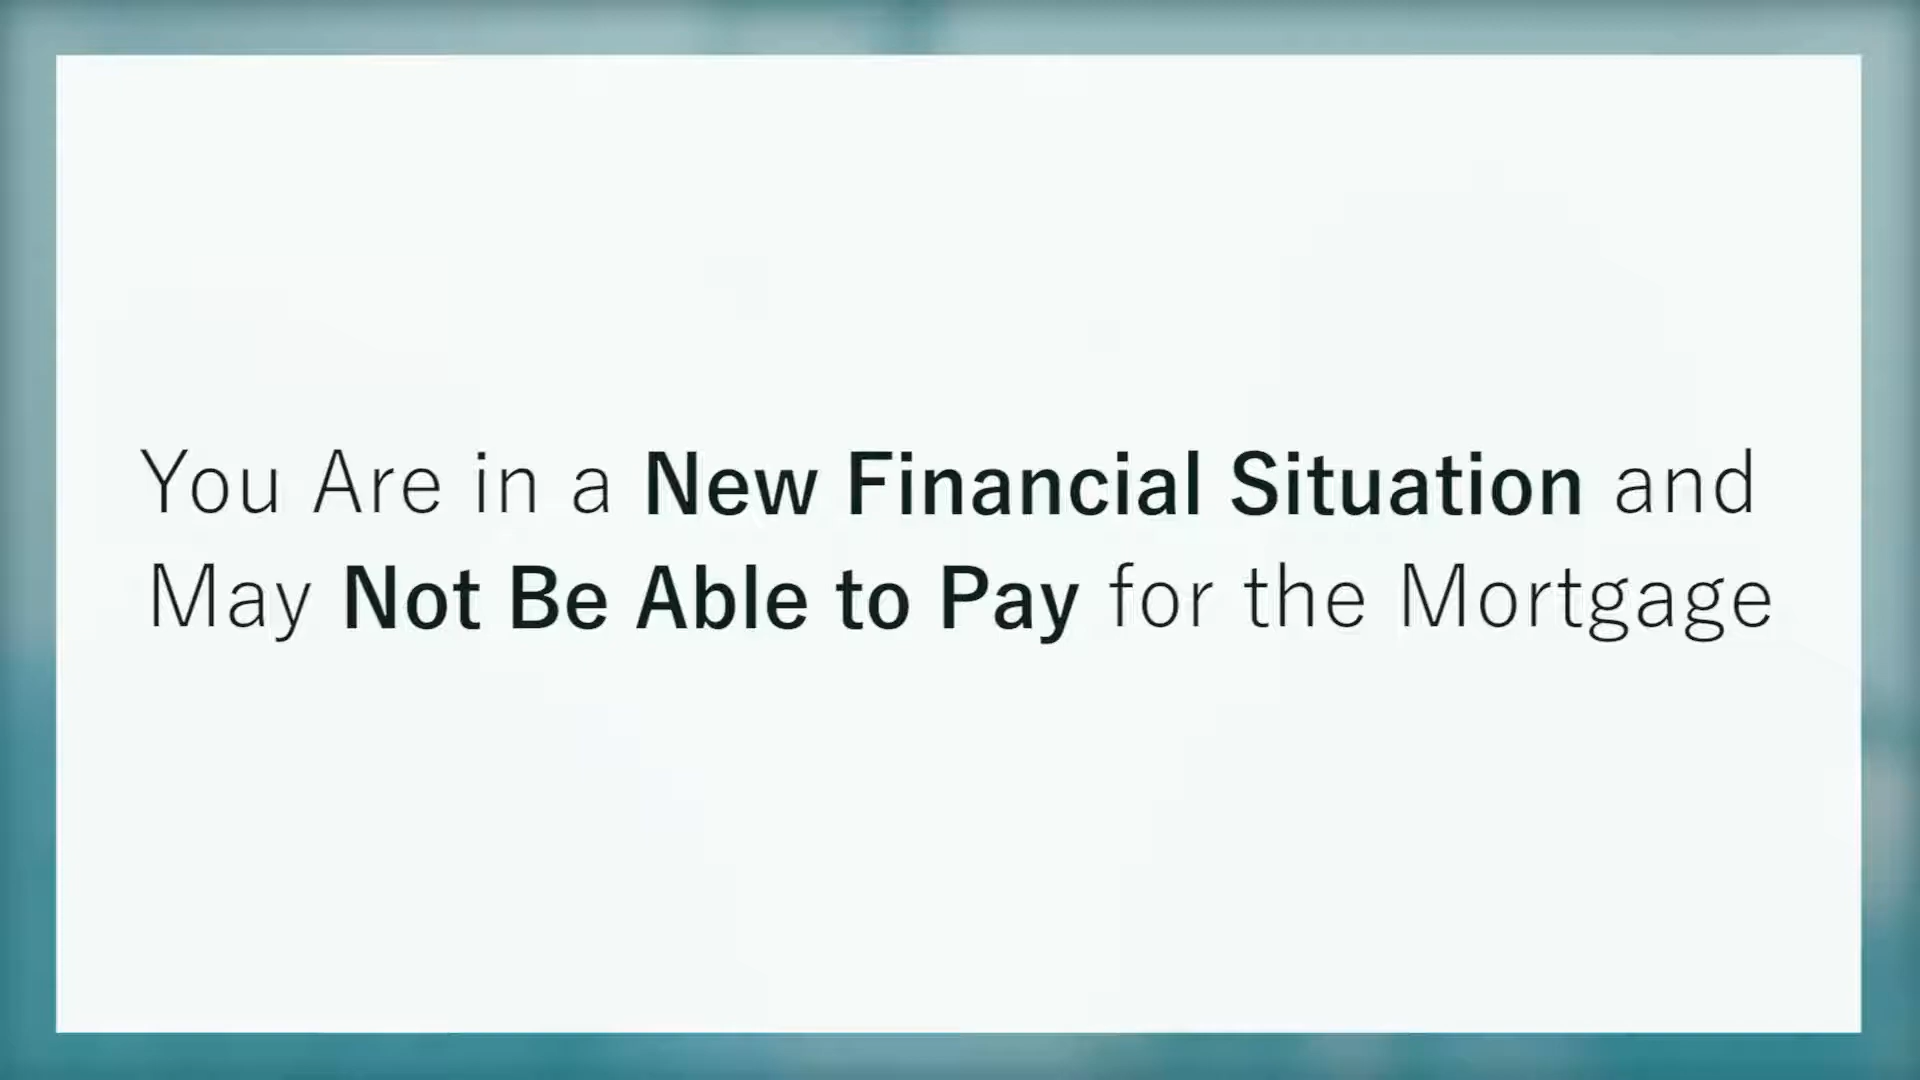 You Are in a New Financial Situation and
May Not Be Able to Pay for the Mortgage